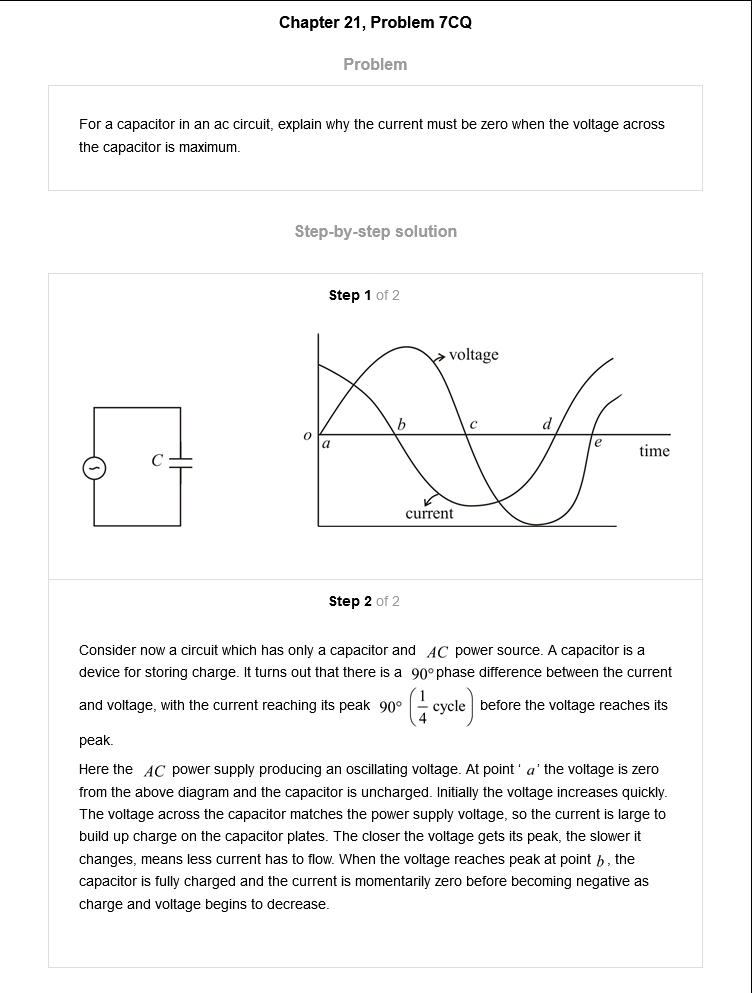 Chapter 21, Problem 7CQ
Problem
For a capacitor in an ac circuit, explain why the current must be zero when the voltage across
the capacitor is maximum.
Step-by-step solution
Step 1 of 2
voltage
o
a
b
c
d
e
time
C
current
Step 2 of 2
Consider now a circuit which has only a capacitor and AC power source. A capacitor is a
device for storing charge. It turns out that there is a 90° phase difference between the current
and voltage, with the current reaching its peak 90° (1/4 cycle) before the voltage reaches its
peak.
Here the AC power supply producing an oscillating voltage. At point ‘ a’ the voltage is zero
from the above diagram and the capacitor is uncharged. Initially the voltage increases quickly.
The voltage across the capacitor matches the power supply voltage, so the current is large to
build up charge on the capacitor plates. The closer the voltage gets its peak, the slower it
changes, means less current has to flow. When the voltage reaches peak at point b, the
capacitor is fully charged and the current is momentarily zero before becoming negative as
charge and voltage begins to decrease.